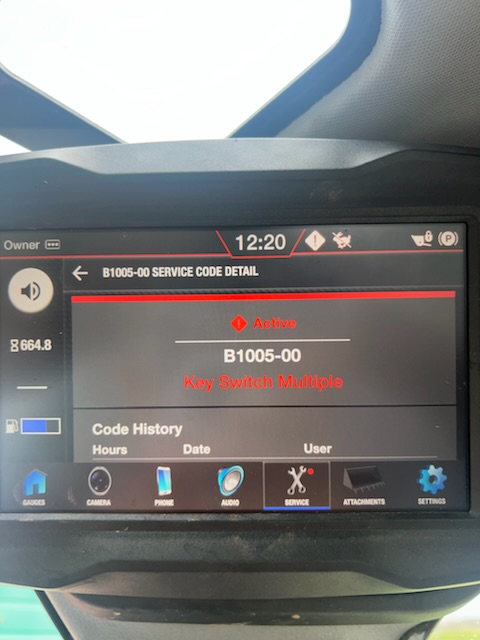 Owner
12:20
B1005-00 SERVICE CODE DETAIL
664.8
Active
B1005-00
Key Switch Multiple
Code History
Hours Date User
GAUGES CAMERA PHONE AUDIO SERVICE ATTACHMENTS SETTINGS